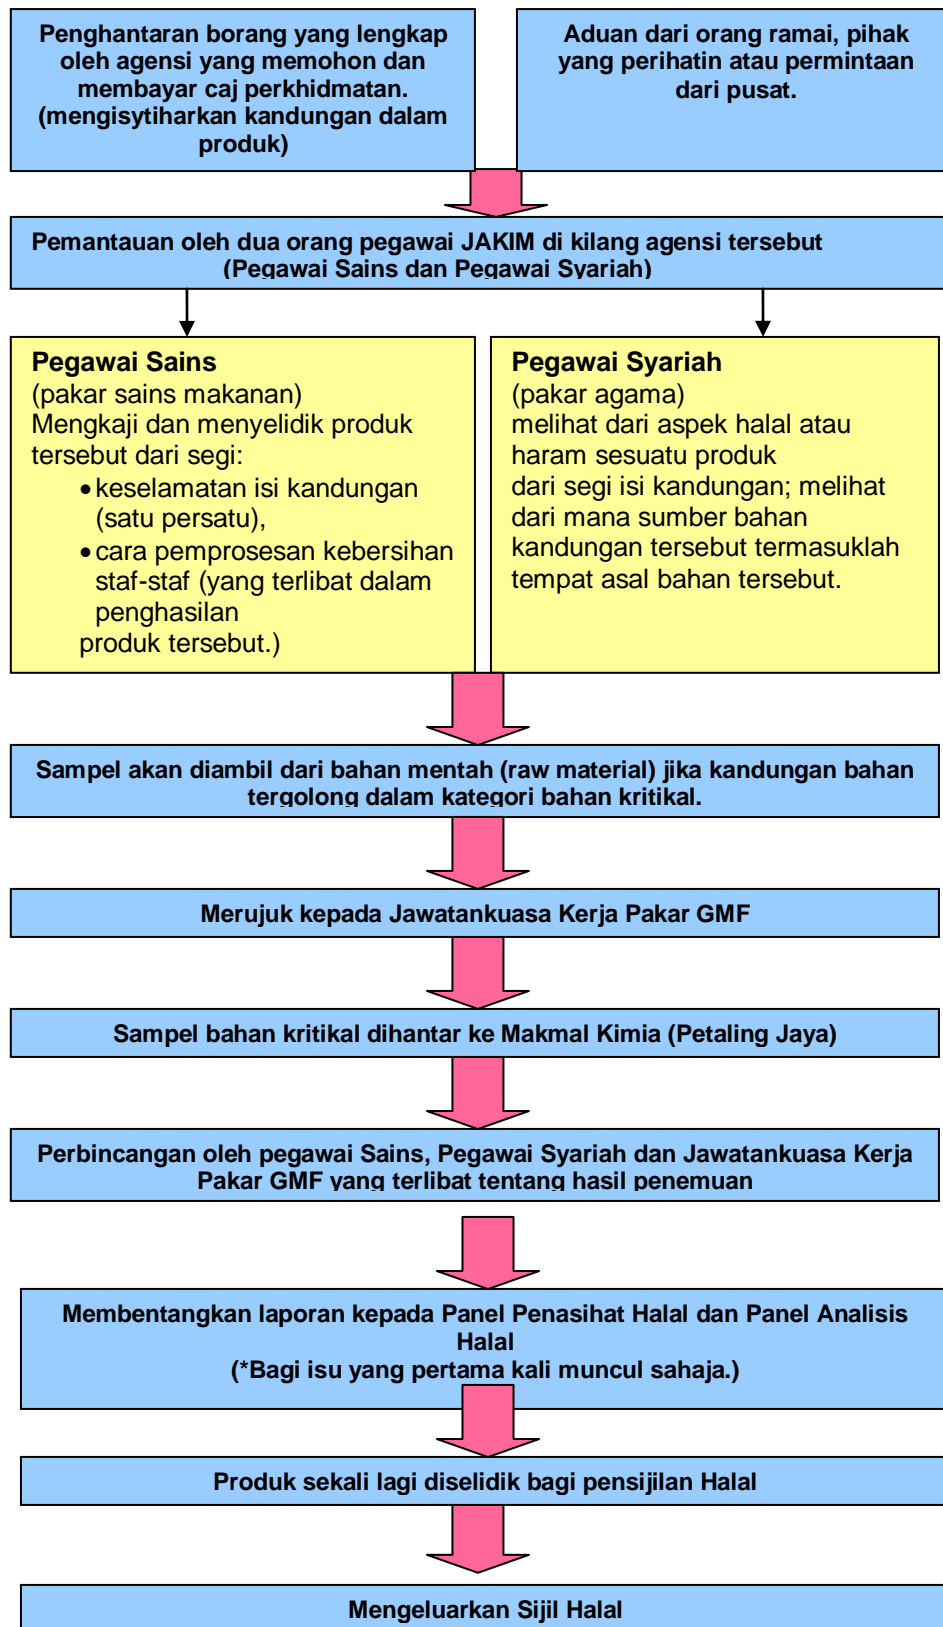 Penghantaran borang yang lengkap
oleh agensi yang memohon dan
membayar caj perkhidmatan.
(mengisytiharkan kandungan dalam
produk)
Aduan dari orang ramai, pihak
yang perihatin atau permintaan
dari pusat.
Pemantauan oleh dua orang pegawai JAKIM di kilang agensi tersebut
(Pegawai Sains dan Pegawai Syariah)
Pegawai Sains
(pakar sains makanan)
Mengkaji dan menyelidik produk
tersebut dari segi:
• keselamatan isi kandungan
(satu persatu),
• cara pemprosesan kebersihan
staf-staf (yang terlibat dalam
penghasilan
produk tersebut.)
Pegawai Syariah
(pakar agama)
melihat dari aspek halal atau
haram sesuatu produk
dari segi isi kandungan; melihat
dari mana sumber bahan
kandungan tersebut termasuklah
tempat asal bahan tersebut.
Sampel akan diambil dari bahan mentah (raw material) jika kandungan bahan
tergolong dalam kategori bahan kritikal.
Merujuk kepada Jawatankuasa Kerja Pakar GMF
Sampel bahan kritikal dihantar ke Makmal Kimia (Petaling Jaya)
Perbincangan oleh pegawai Sains, Pegawai Syariah dan Jawatankuasa Kerja
Pakar GMF yang terlibat tentang hasil penemuan
Membentangkan laporan kepada Panel Penasihat Halal dan Panel Analisis
Halal
(*Bagi isu yang pertama kali muncul sahaja.)
Produk sekali lagi diselidik bagi pensijilan Halal
Mengeluarkan Sijil Halal